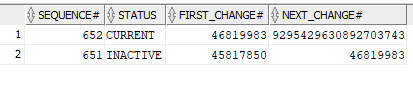 SEQUENCE# STATUS FIRST_CHANGE# NEXT_CHANGE#
1 652 CURRENT 46819983 9295429630892703743
2 651 INACTIVE 45817850 46819983